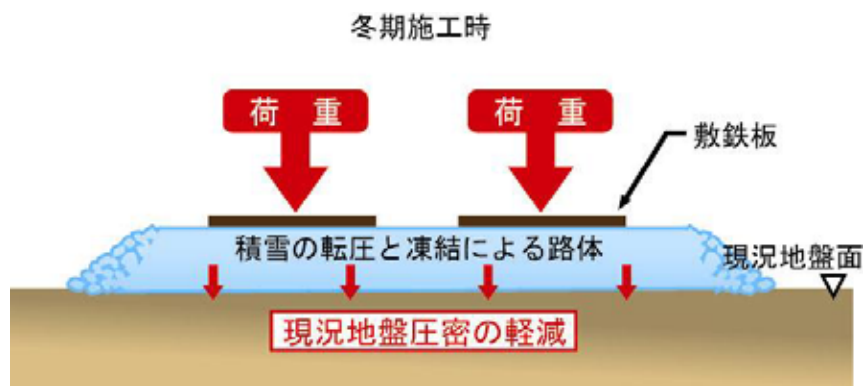 冬期施工時
荷 重
荷 重
敷鉄板
積雪の転圧と凍結による路体
現況地盤面
現況地盤圧密の軽減